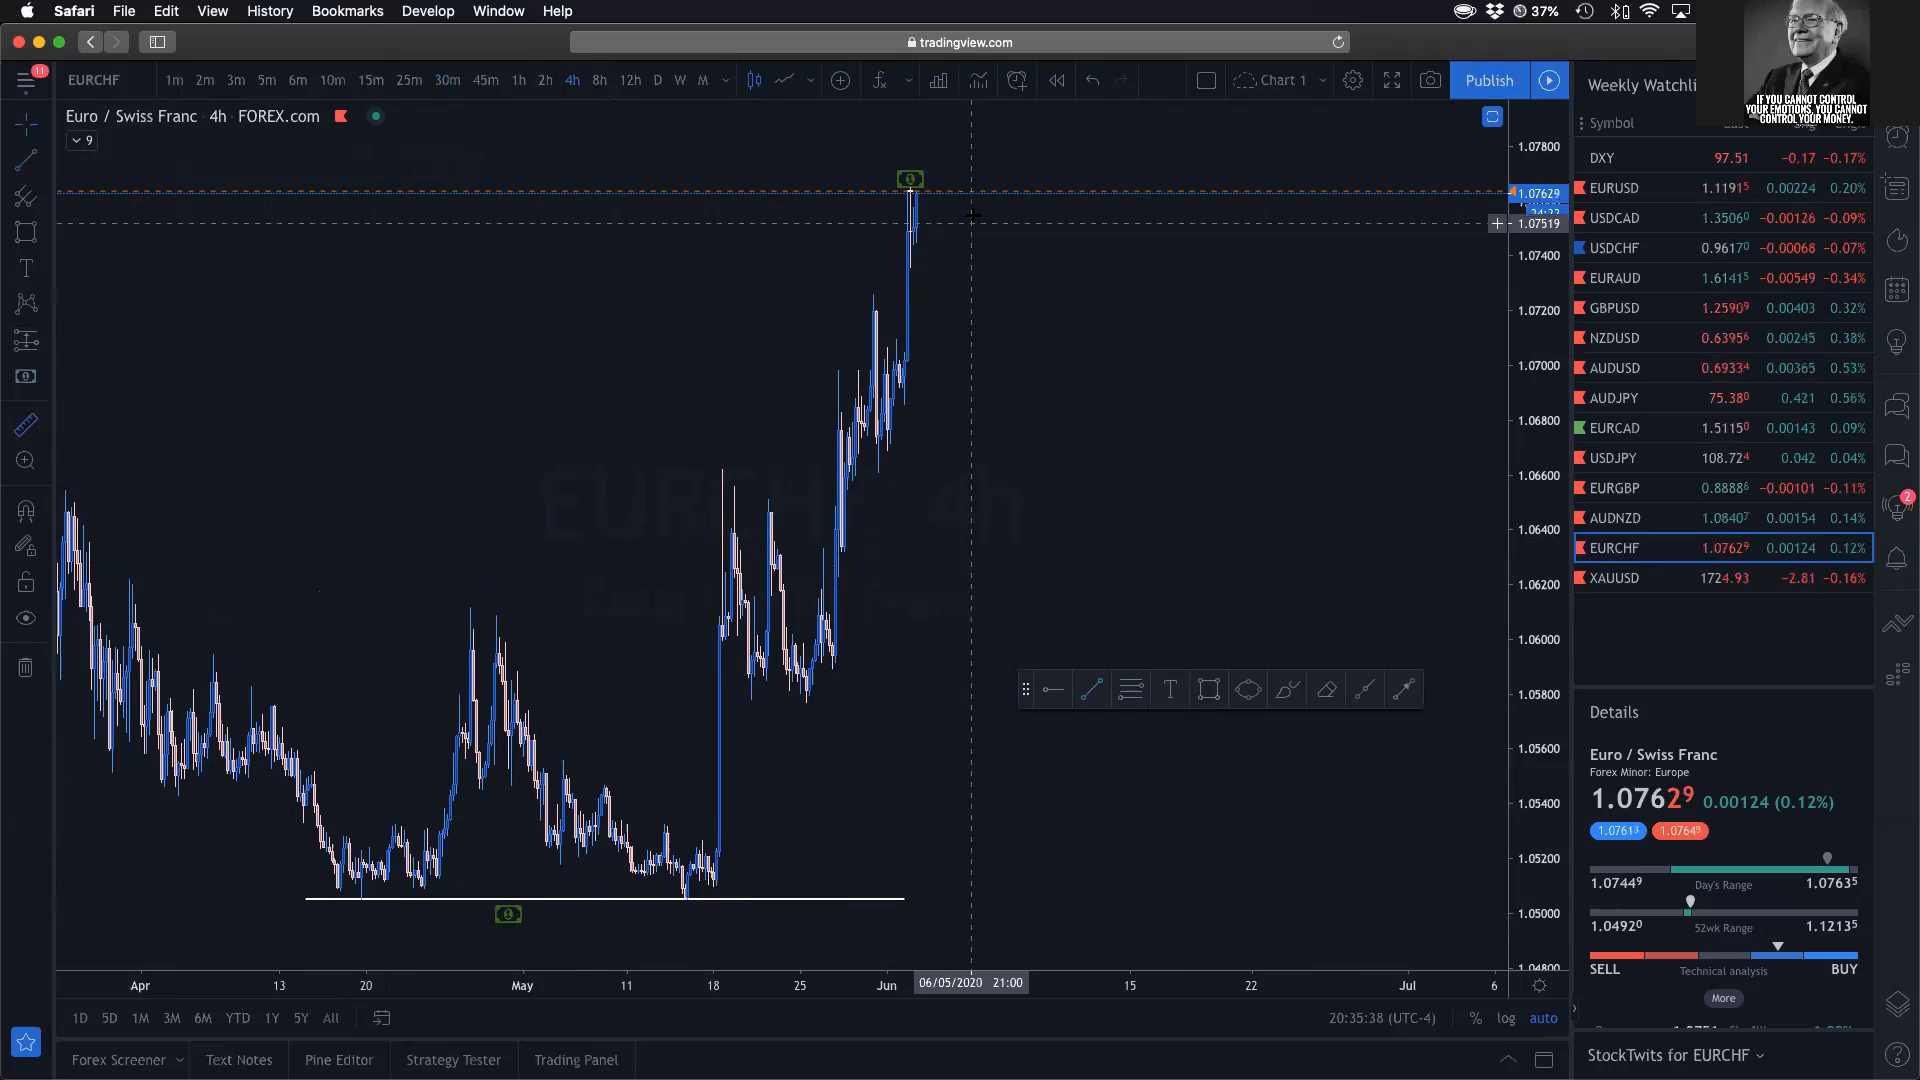 Safari File Edit View History Bookmarks Develop Window Help
37%
tradingview.com
11
EURCHF 1m 2m 3m 5m 6m 10m 15m 25m 30m 45m 1h 2h 4h 8h 12h D W M
Chart 1
Publish
Weekly Watchli
IF YOU CANNOT CONTROL
YOUR EMOTIONS, YOU CANNOT
CONTROL YOUR MONEY.
Euro / Swiss Franc 4h FOREX.com
9
Symbol
DXY 97.51 −0.17 −0.17%
EURUSD 1.11915 0.00224 0.20%
USDCAD 1.35060 −0.00126 −0.09%
USDCHF 0.96170 −0.00068 −0.07%
EURAUD 1.61415 −0.00549 −0.34%
GBPUSD 1.25909 0.00403 0.32%
NZDUSD 0.63956 0.00245 0.38%
AUDUSD 0.69334 0.00365 0.53%
AUDJPY 75.380 0.421 0.56%
EURCAD 1.51150 0.00143 0.09%
USDJPY 108.724 0.042 0.04%
EURGBP 0.88886 −0.00101 −0.11%
AUDNZD 1.08407 0.00154 0.14%
EURCHF 1.07629 0.00124 0.12%
XAUUSD 1724.93 −2.81 −0.16%
2
1.07800
1.07629
1.07519
1.07400
1.07200
1.07000
1.06800
1.06600
1.06400
1.06200
1.06000
1.05800
1.05600
1.05400
1.05200
1.05000
1.04800
EURCHF, 4h
T
Details
Euro / Swiss Franc
Forex Minor: Europe
1.07629 0.00124 (0.12%)
1.07613 1.07649
1.07449 Day's Range 1.07635
1.04920 52wk Range 1.12135
SELL Technical analysis BUY
More
StockTwits for EURCHF
Apr 13 20 May 11 18 25 Jun 06/05/2020 21:00 15 22 Jul 6
1D 5D 1M 3M 6M YTD 1Y 5Y All
20:35:38 (UTC-4) % log auto
Forex Screener Text Notes Pine Editor Strategy Tester Trading Panel